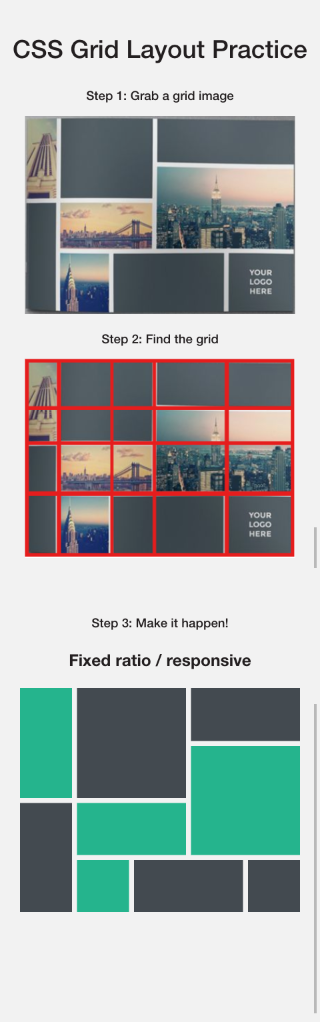 CSS Grid Layout Practice
Step 1: Grab a grid image
YOUR
LOGO
HERE
Step 2: Find the grid
YOUR
LOGO
HERE
Step 3: Make it happen!
Fixed ratio / responsive